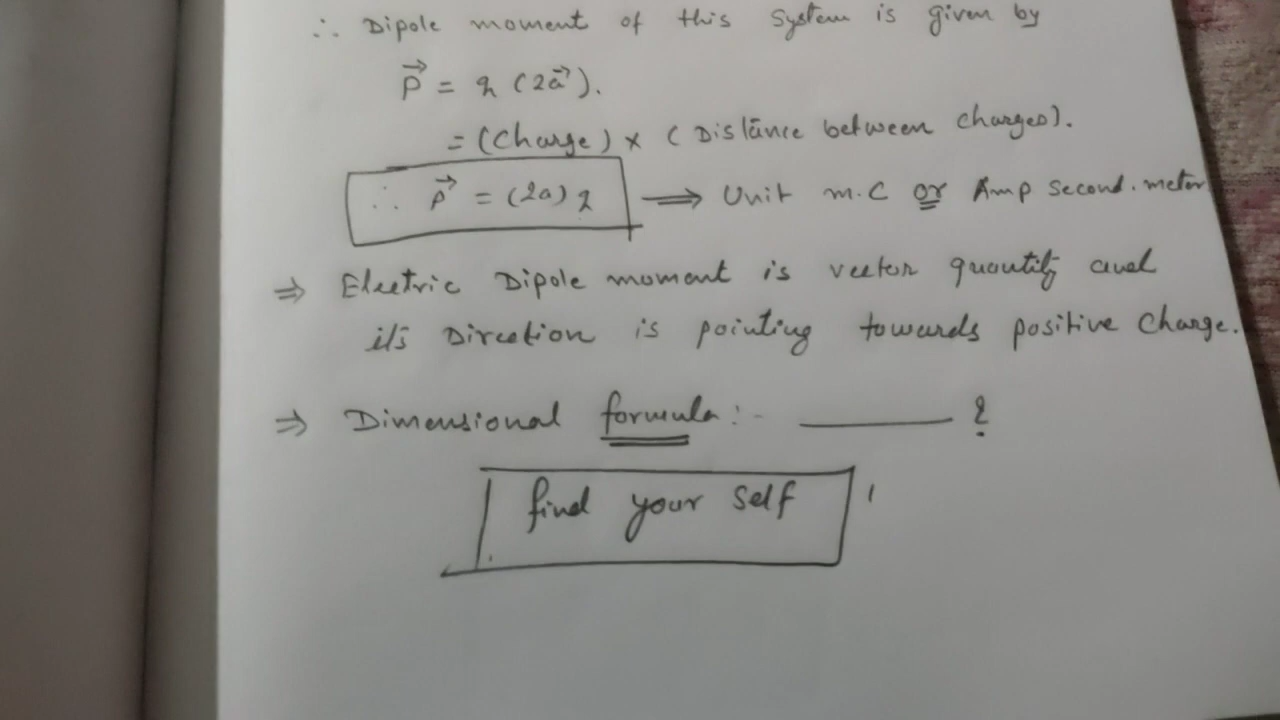 ∴ Dipole moment of this system is given by
P⃗ = q (2a⃗).
= (Charge) × (Distance between charges).
∴ P⃗ = (2a) q ⟹ Unit m.C or Amp second.meter
⇒ Electric Dipole moment is vector quantity and
it's Direction is pointing towards positive charge.
⇒ Dimensional formula :- ______ ?
find your self